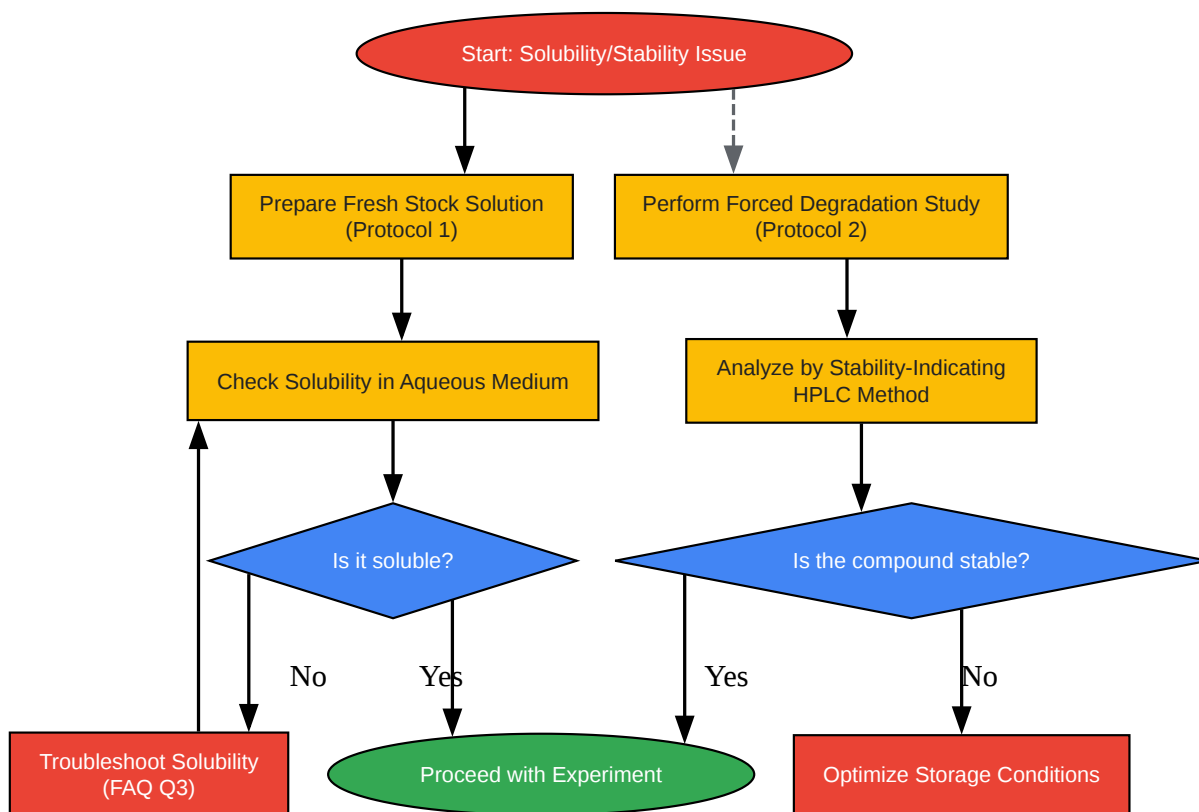 Start: Solubility/Stability Issue
Prepare Fresh Stock Solution
(Protocol 1)
Perform Forced Degradation Study
(Protocol 2)
Check Solubility in Aqueous Medium
Analyze by Stability-Indicating
HPLC Method
Is it soluble?
Is the compound stable?
No
Yes
Yes
No
Troubleshoot Solubility
(FAQ Q3)
Proceed with Experiment
Optimize Storage Conditions